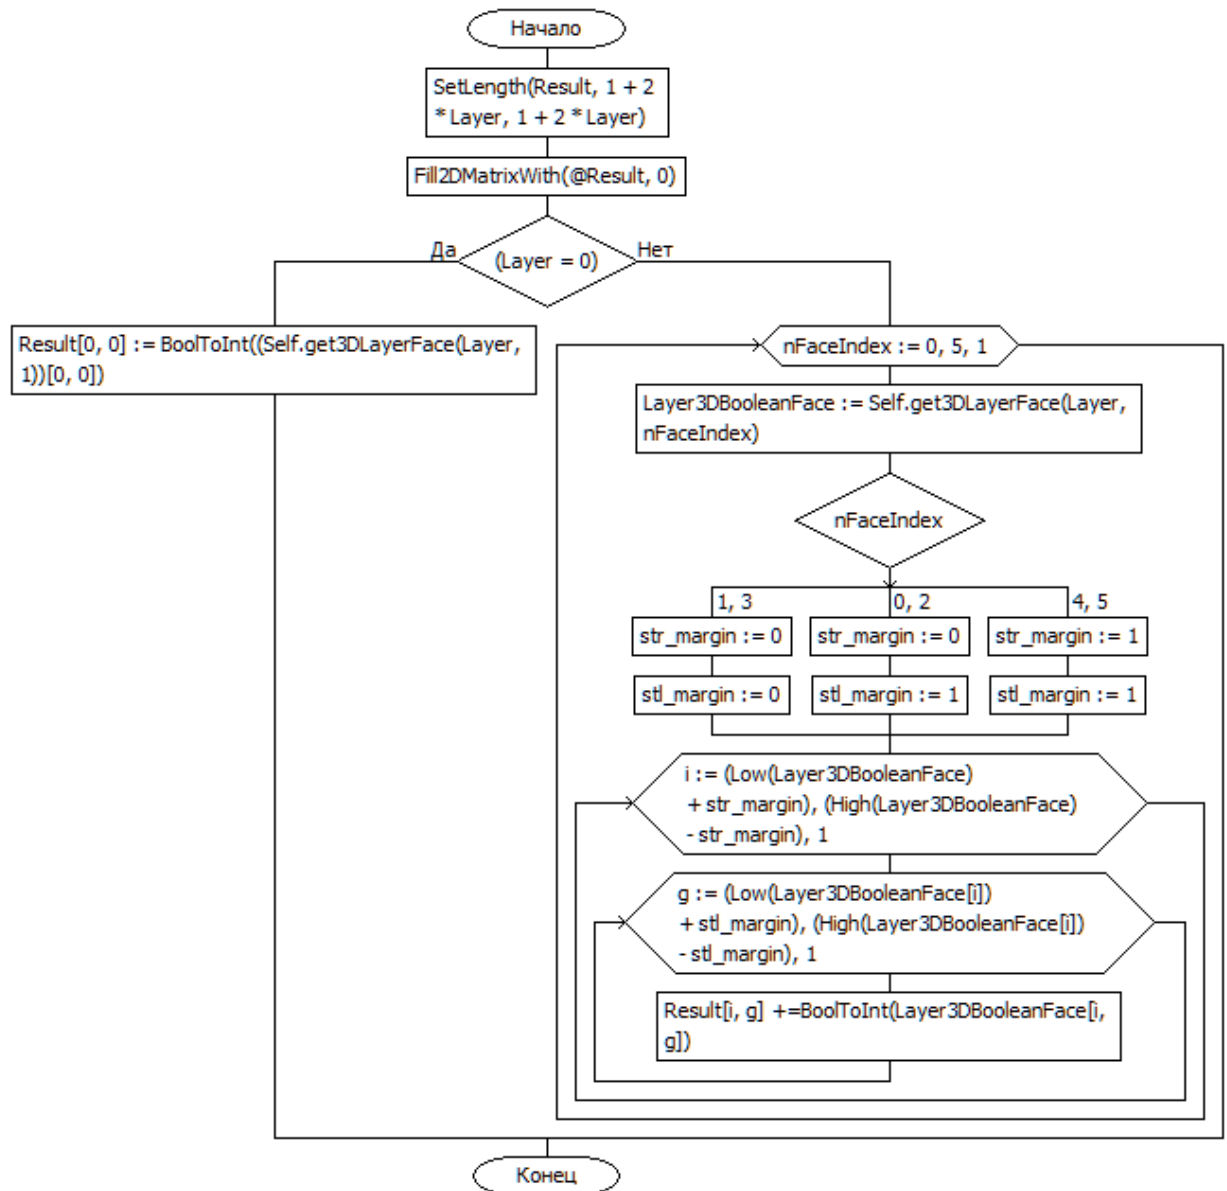 Начало
SetLength(Result, 1 + 2
* Layer, 1 + 2 * Layer)
Fill2DMatrixWith(@Result, 0)
Да
(Layer = 0)
Нет
Result[0, 0] := BoolToInt((Self.get3DLayerFace(Layer,
1))[0, 0])
nFaceIndex := 0, 5, 1
Layer3DBooleanFace := Self.get3DLayerFace(Layer,
nFaceIndex)
nFaceIndex
1, 3
0, 2
4, 5
str_margin := 0
str_margin := 0
str_margin := 1
stl_margin := 0
stl_margin := 1
stl_margin := 1
i := (Low(Layer3DBooleanFace)
+ str_margin), (High(Layer3DBooleanFace)
- str_margin), 1
g := (Low(Layer3DBooleanFace[i])
+ stl_margin), (High(Layer3DBooleanFace[i])
- stl_margin), 1
Result[i, g] +=BoolToInt(Layer3DBooleanFace[i,
g])
Конец